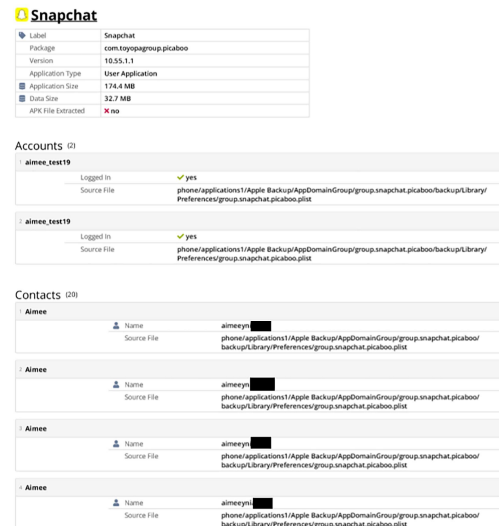 Snapchat
Label Snapchat
Package com.toyopagroup.picaboo
Version 10.55.1.1
Application Type User Application
Application Size 174.4 MB
Data Size 32.7 MB
APK File Extracted no
Accounts (2)
1 aimee_test19
Logged In yes
Source File phone/applications1/Apple Backup/AppDomainGroup/group.snapchat.picaboo/backup/Library/
Preferences/group.snapchat.picaboo.plist
2 aimee_test19
Logged In yes
Source File phone/applications1/Apple Backup/AppDomainGroup/group.snapchat.picaboo/backup/Library/
Preferences/group.snapchat.picaboo.plist
Contacts (20)
1 Aimee
Name aimeeyn
Source File phone/applications1/Apple Backup/AppDomainGroup/group.snapchat.picaboo/
backup/Library/Preferences/group.snapchat.picaboo.plist
2 Aimee
Name aimeeyn
Source File phone/applications1/Apple Backup/AppDomainGroup/group.snapchat.picaboo/
backup/Library/Preferences/group.snapchat.picaboo.plist
3 Aimee
Name aimeeyn
Source File phone/applications1/Apple Backup/AppDomainGroup/group.snapchat.picaboo/
backup/Library/Preferences/group.snapchat.picaboo.plist
4 Aimee
Name aimeeyn
Source File phone/applications1/Apple Backup/AppDomainGroup/group.snapchat.picaboo/
backup/Library/Preferences/group.snapchat.picaboo.plist